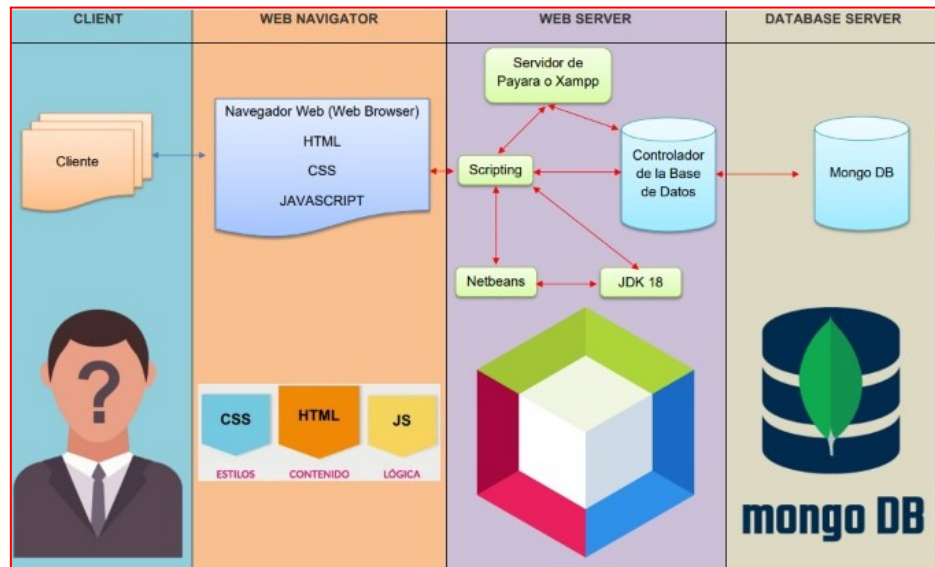 CLIENT
WEB NAVIGATOR
WEB SERVER
DATABASE SERVER
Cliente
Navegador Web (Web Browser)
HTML
CSS
JAVASCRIPT
Servidor de
Payara o Xampp
Scripting
Controlador
de la Base
de Datos
Mongo DB
Netbeans
JDK 18
?
CSS
HTML
JS
ESTILOS
CONTENIDO
LÓGICA
mongo DB